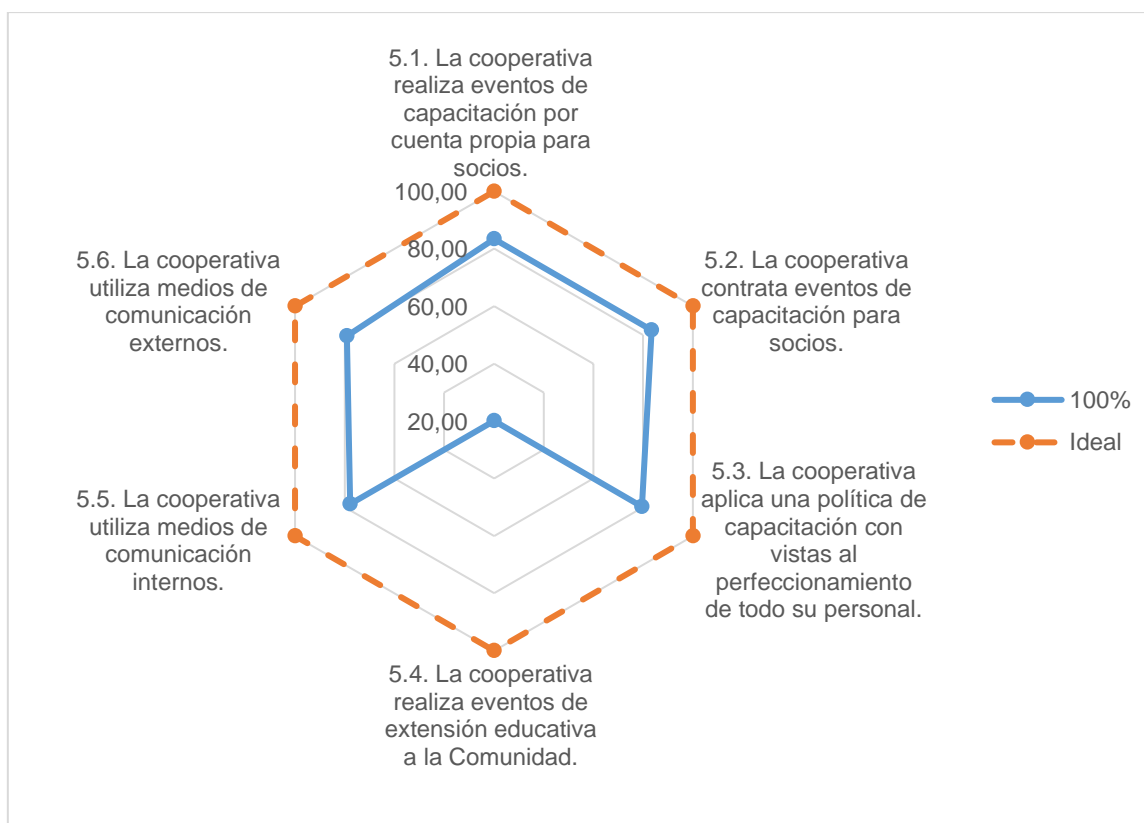 5.1. La cooperativa
realiza eventos de
capacitación por
cuenta propia para
socios.
100,00
80,00
60,00
40,00
20,00
5.2. La cooperativa
contrata eventos de
capacitación para
socios.
5.3. La cooperativa
aplica una política de
capacitación con
vistas al
perfeccionamiento
de todo su personal.
5.4. La cooperativa
realiza eventos de
extensión educativa
a la Comunidad.
5.5. La cooperativa
utiliza medios de
comunicación
internos.
5.6. La cooperativa
utiliza medios de
comunicación
externos.
100%
Ideal